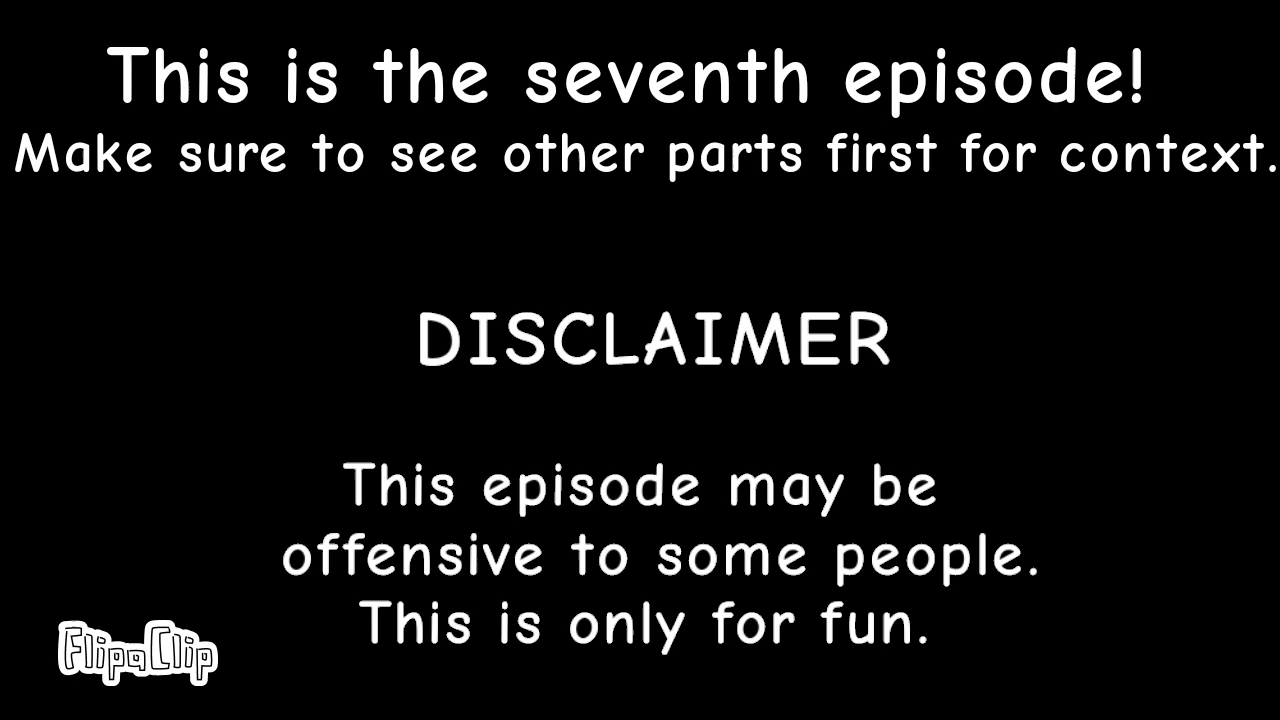 This is the seventh episode!
Make sure to see other parts first for context.
DISCLAIMER
This episode may be
offensive to some people.
This is only for fun.
FlipaClip